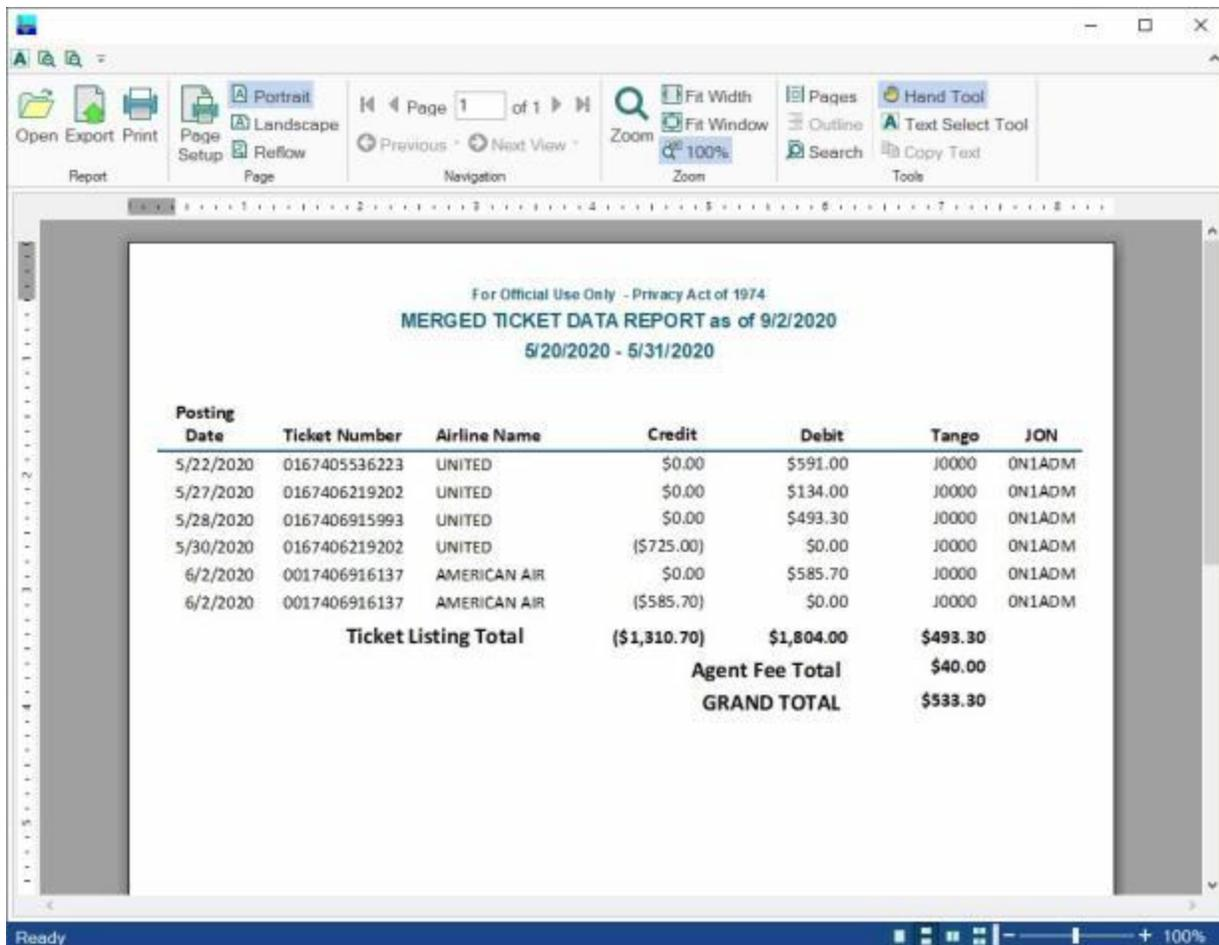 Open Export Print Page Setup Portrait Landscape Reflow Page 1 of 1 Previous Next View Zoom Fit Width Fit Window 100% Pages Outline Search Hand Tool Text Select Tool Copy Text
Report Page Navigation Zoom Tools
For Official Use Only - Privacy Act of 1974
MERGED TICKET DATA REPORT as of 9/2/2020
5/20/2020 - 5/31/2020
Posting
Date Ticket Number Airline Name Credit Debit Tango JON
5/22/2020 0167405536223 UNITED $0.00 $591.00 J0000 0N1ADM
5/27/2020 0167406219202 UNITED $0.00 $134.00 J0000 0N1ADM
5/28/2020 0167406915993 UNITED $0.00 $493.30 J0000 0N1ADM
5/30/2020 0167406219202 UNITED ($725.00) $0.00 J0000 0N1ADM
6/2/2020 0017406916137 AMERICAN AIR $0.00 $585.70 J0000 0N1ADM
6/2/2020 0017406916137 AMERICAN AIR ($585.70) $0.00 J0000 0N1ADM
Ticket Listing Total ($1,310.70) $1,804.00 $493.30
Agent Fee Total $40.00
GRAND TOTAL $533.30
Ready 100%